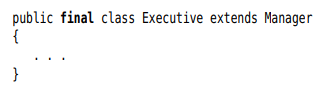 public final class Executive extends Manager
{
. . .
}